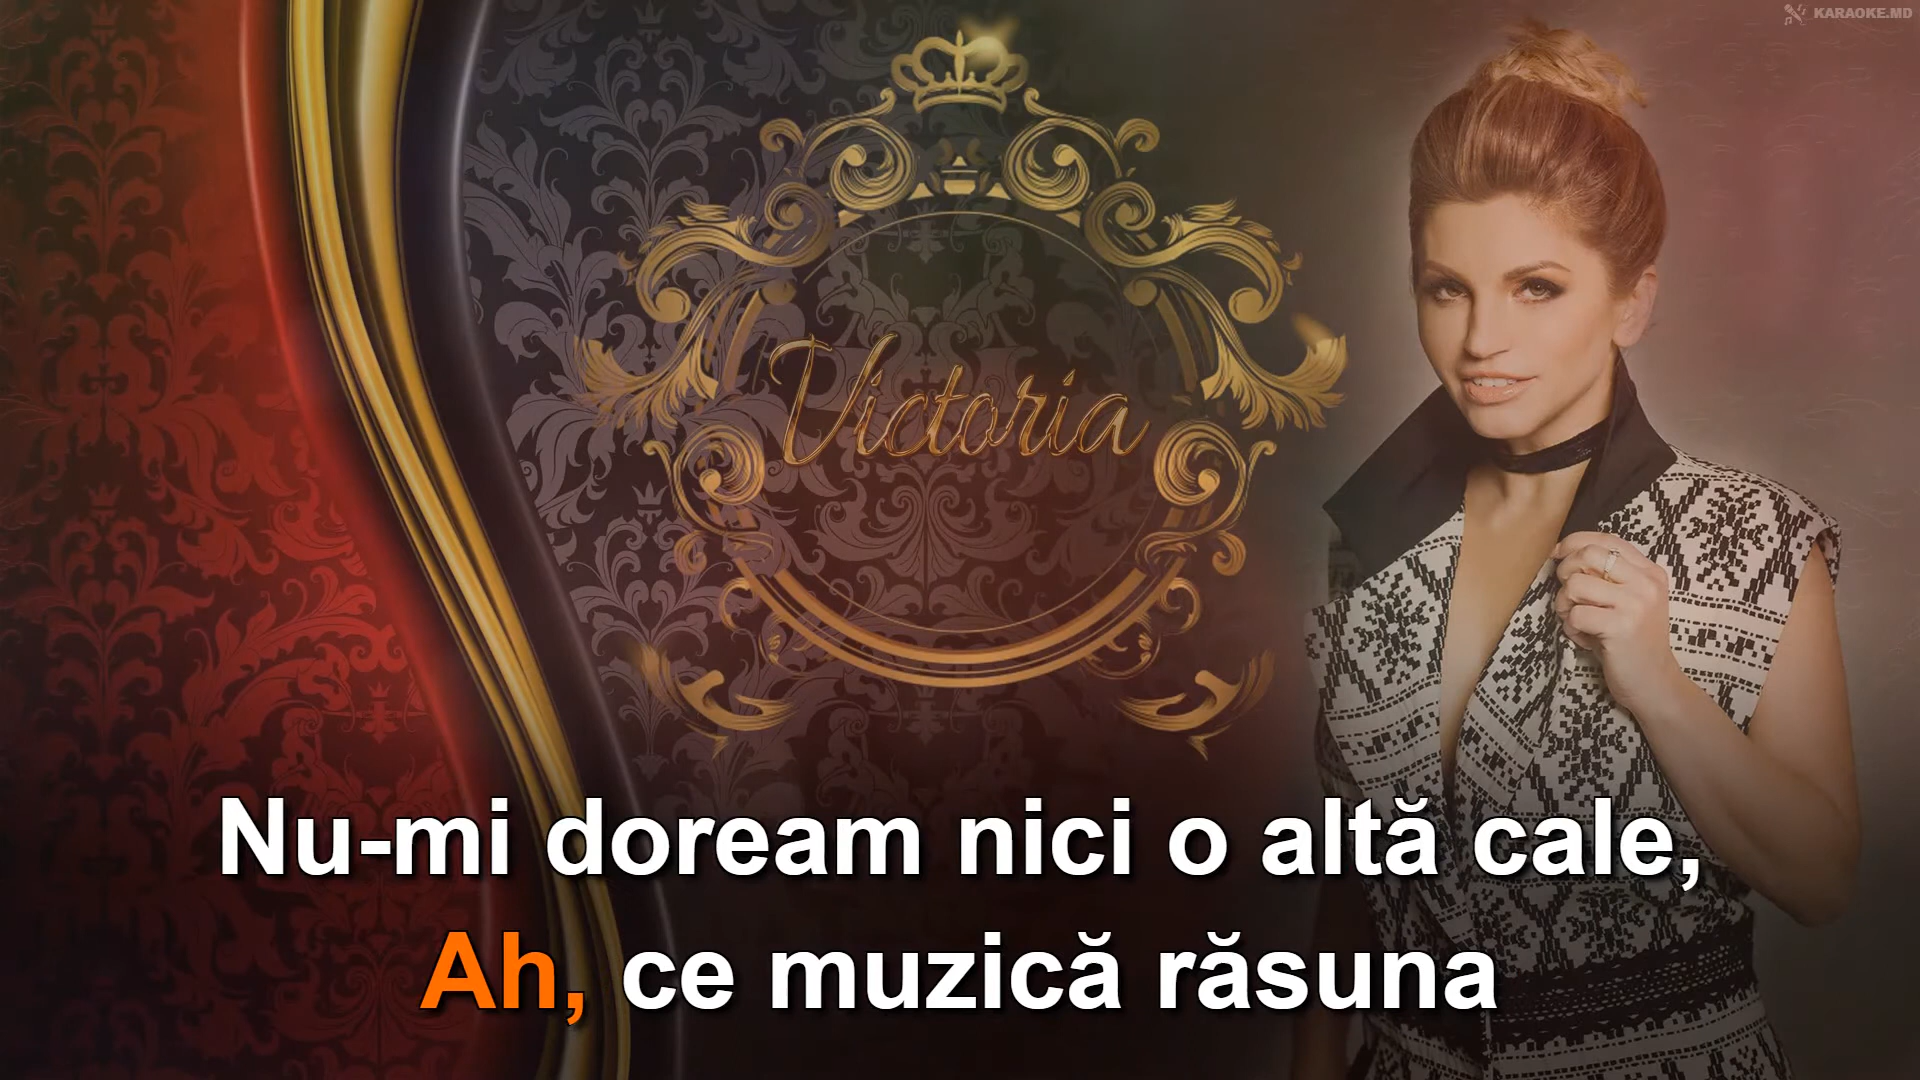 KARAOKE.MD
Victoria
Nu-mi doream nici o altă cale,
Ah, ce muzică răsuna